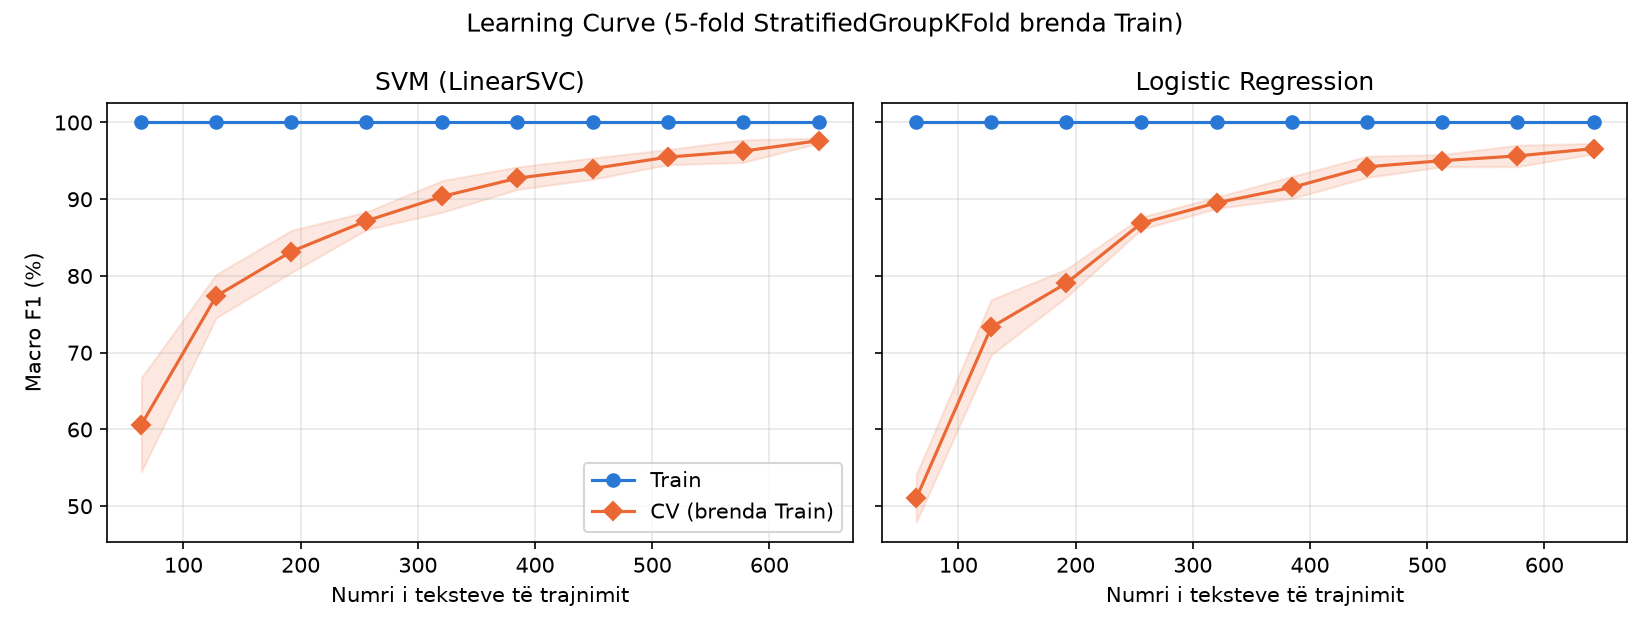 Learning Curve (5-fold StratifiedGroupKFold brenda Train)
SVM (LinearSVC)
Logistic Regression
Macro F1 (%)
100
90
80
70
60
50
Train
CV (brenda Train)
100 200 300 400 500 600
100 200 300 400 500 600
Numri i teksteve të trajnimit
Numri i teksteve të trajnimit